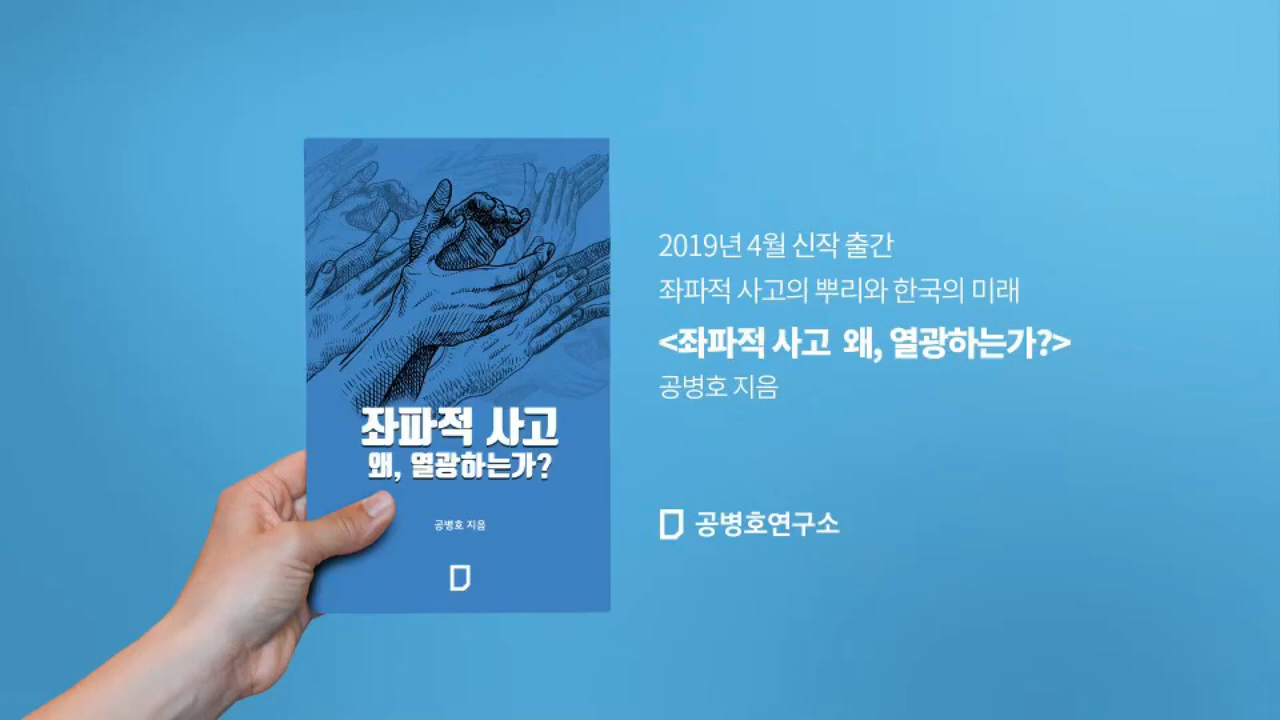 좌파적 사고
왜, 열광하는가?
공병호 지음
2019년 4월 신작 출간
좌파적 사고의 뿌리와 한국의 미래
<좌파적 사고 왜, 열광하는가?>
공병호 지음
공병호연구소